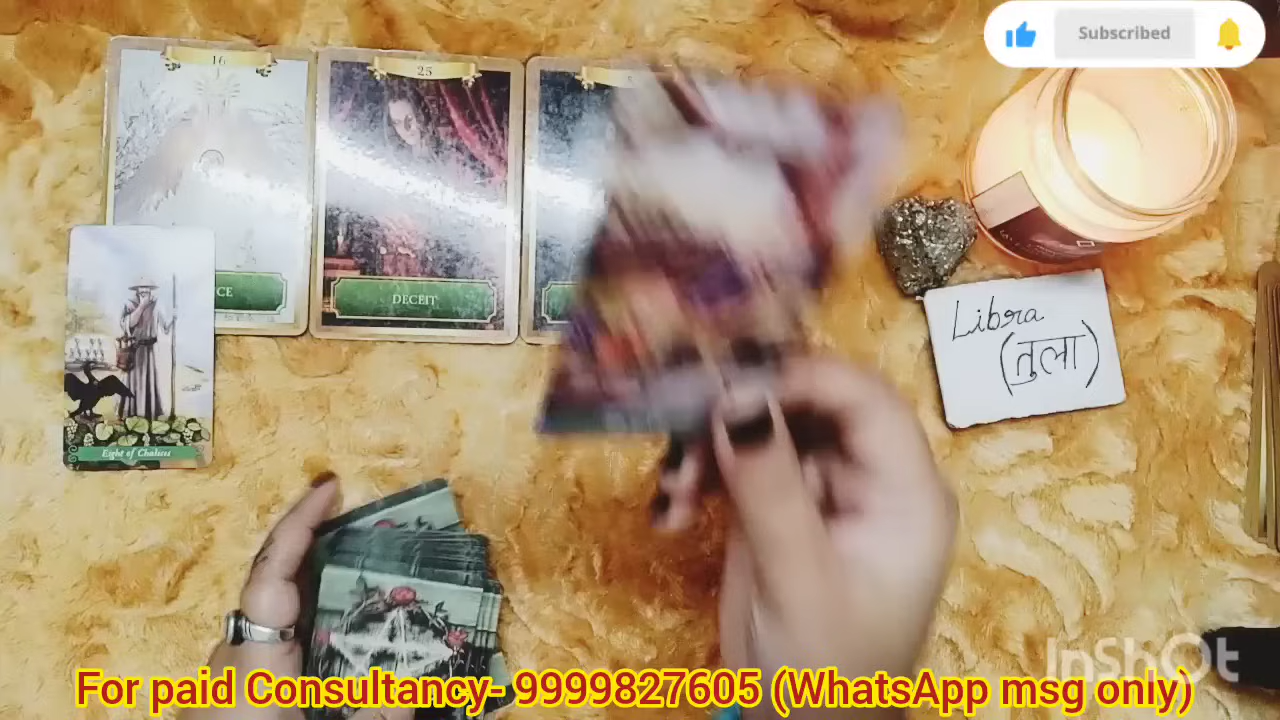 Subscribed
16
25
CE
DECEIT
Libra
(तुला)
Eight of Chalices
InShOt
For paid Consultancy- 9999827605 (WhatsApp msg only)